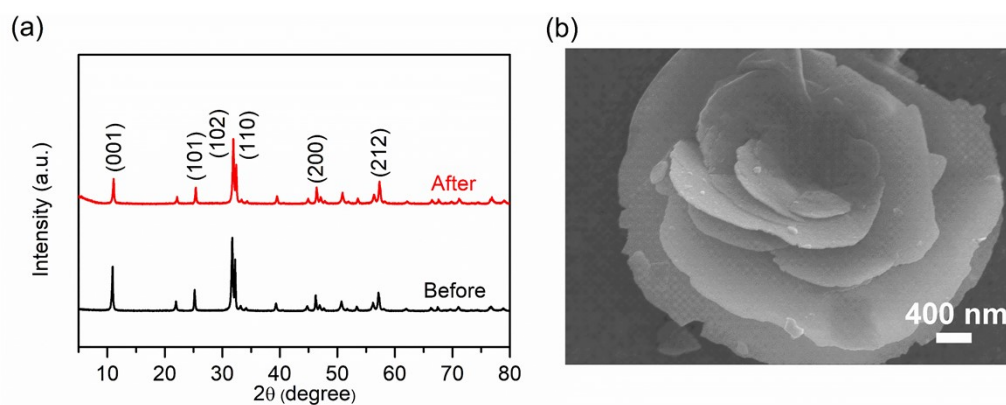 (a)
(b)
(001)
(101)
(102)
(110)
(200)
(212)
After
Before
Intensity (a.u.)
10 20 30 40 50 60 70 80
2θ (degree)
400 nm